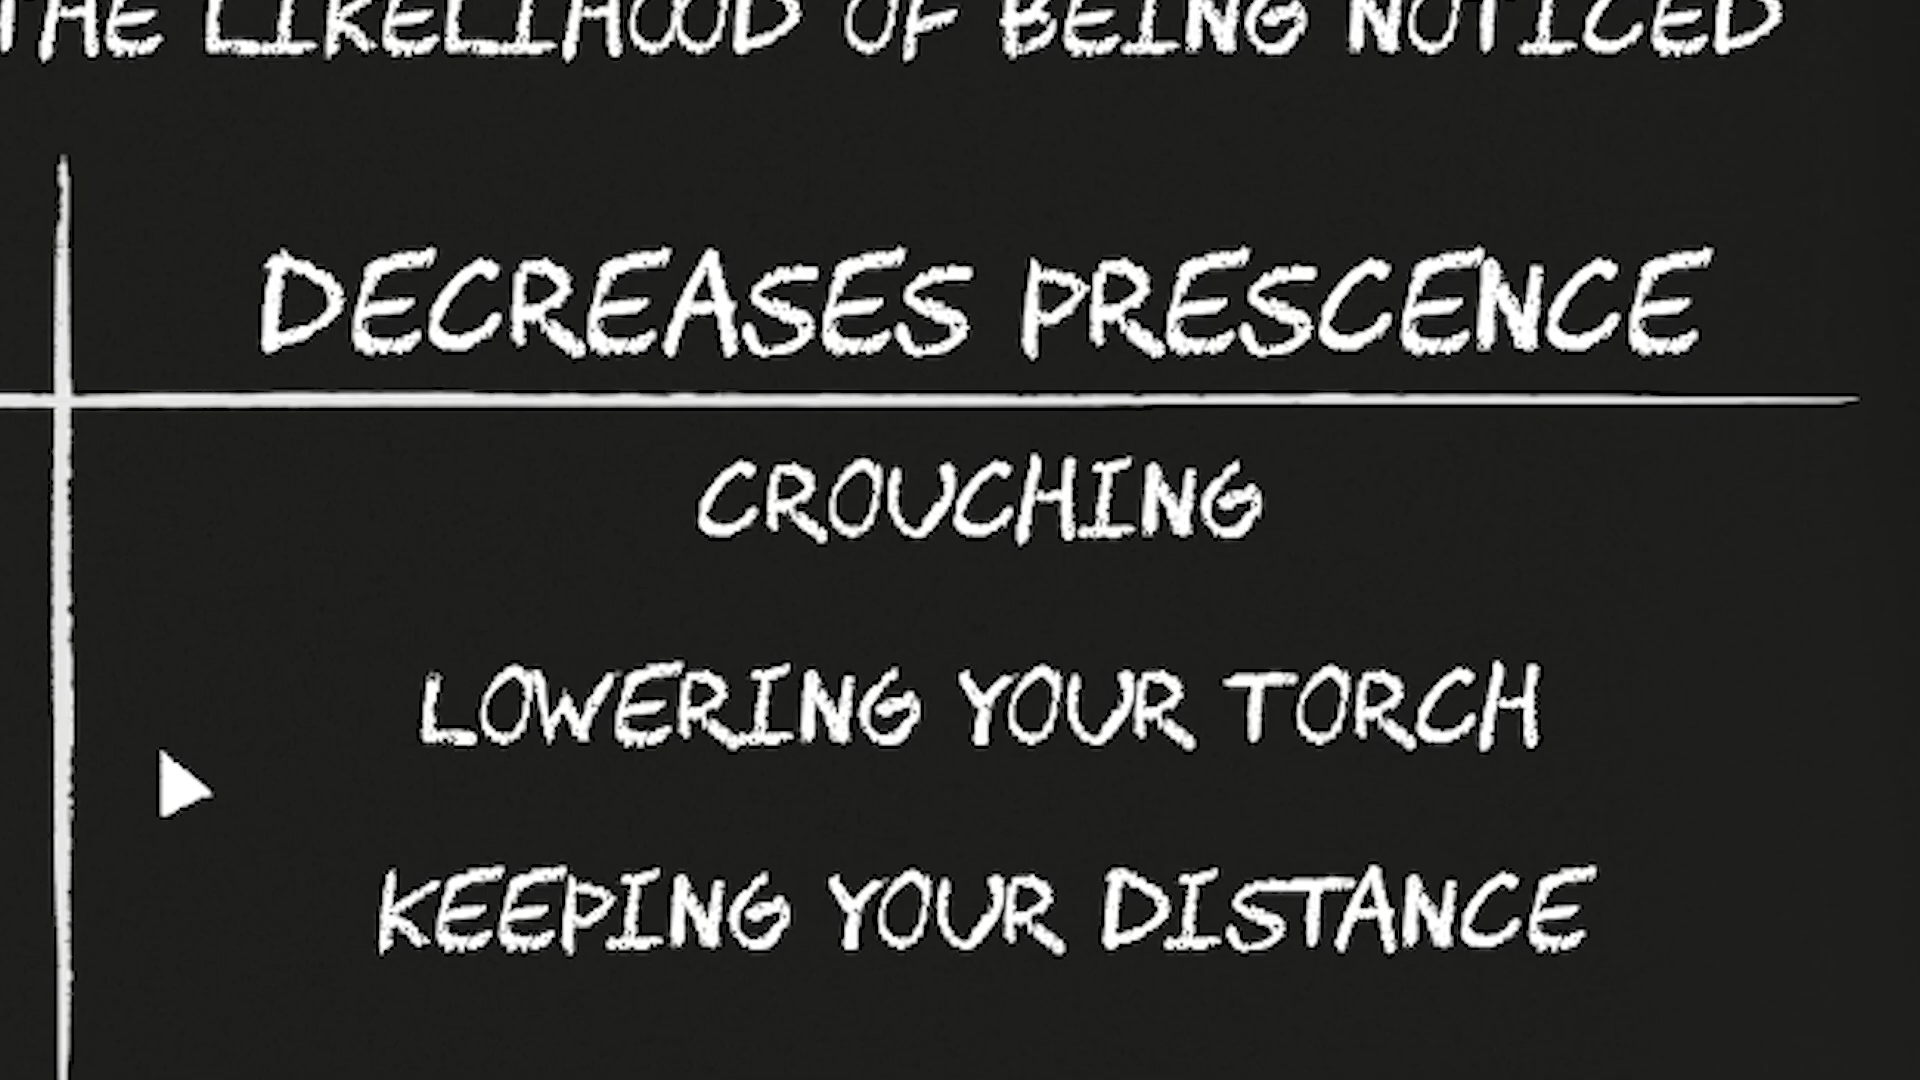 THE LIKELIHOOD OF BEING NOTICED
DECREASES PRESCENCE
CROUCHING
LOWERING YOUR TORCH
KEEPING YOUR DISTANCE